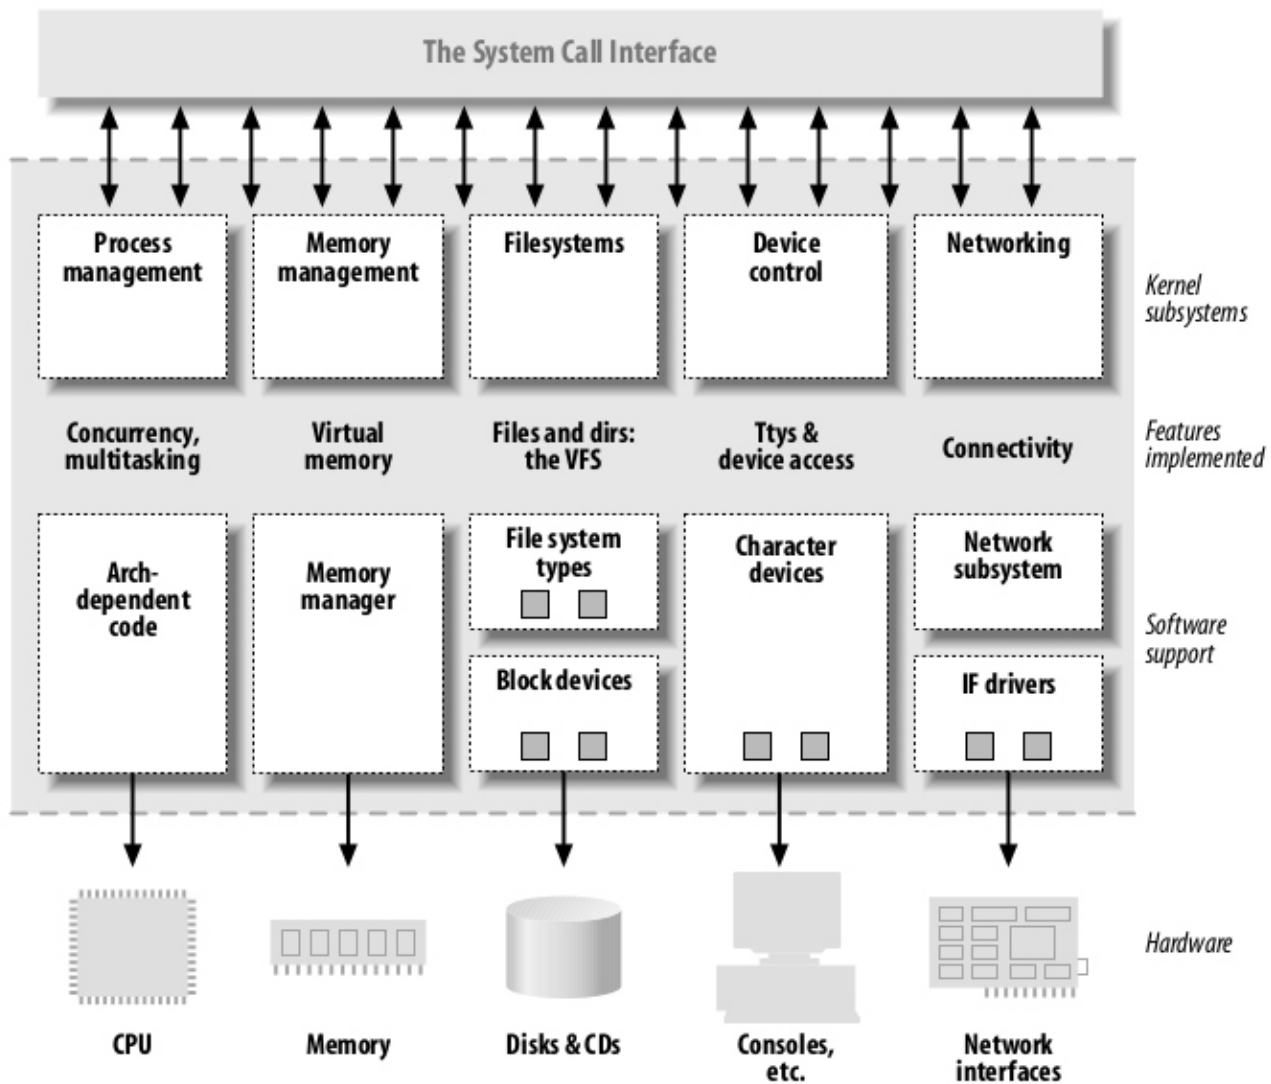 The System Call Interface
Process
management
Memory
management
Filesystems
Device
control
Networking
Kernel
subsystems
Concurrency,
multitasking
Virtual
memory
Files and dirs:
the VFS
Ttys &
device access
Connectivity
Features
implemented
Arch-
dependent
code
Memory
manager
File system
types
Block devices
Character
devices
Network
subsystem
IF drivers
Software
support
Hardware
CPU
Memory
Disks & CDs
Consoles,
etc.
Network
interfaces